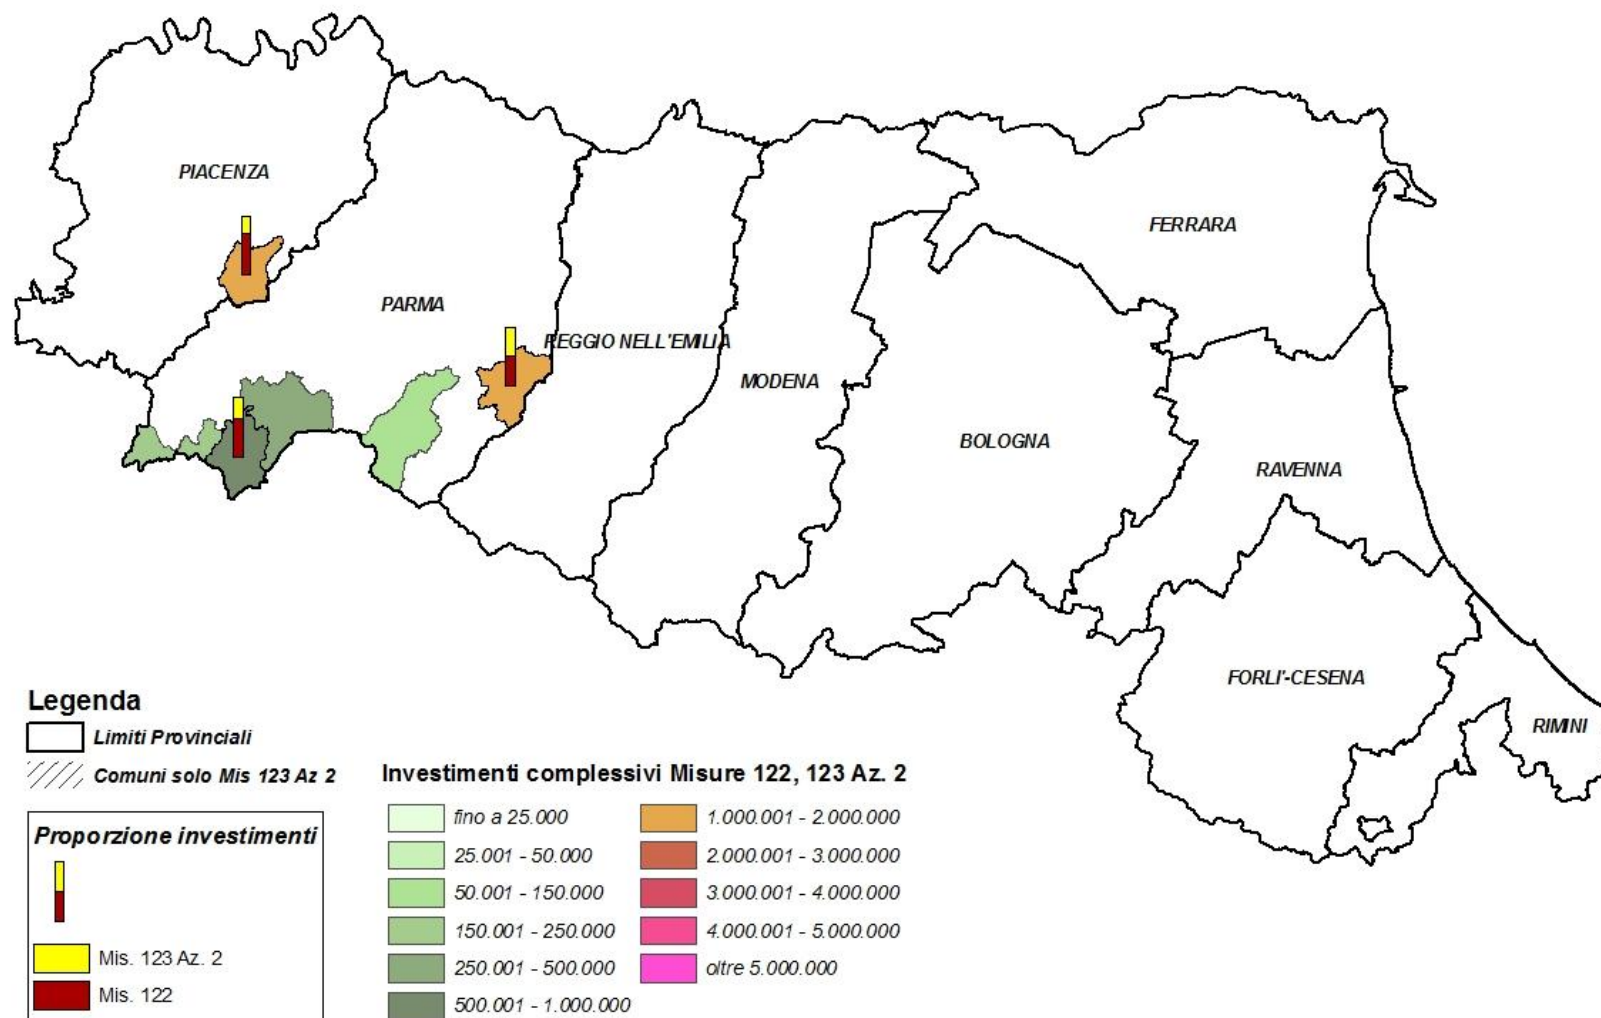 PIACENZA
FERRARA
PARMA
REGGIO NELL'EMILIA
MODENA
BOLOGNA
RAVENNA
FORLI'-CESENA
RIMINI
Legenda
Limiti Provinciali
Comuni solo Mis 123 Az 2
Proporzione investimenti
Mis. 123 Az. 2
Mis. 122
Investimenti complessivi Misure 122, 123 Az. 2
fino a 25.000
25.001 - 50.000
50.001 - 150.000
150.001 - 250.000
250.001 - 500.000
500.001 - 1.000.000
1.000.001 - 2.000.000
2.000.001 - 3.000.000
3.000.001 - 4.000.000
4.000.001 - 5.000.000
oltre 5.000.000